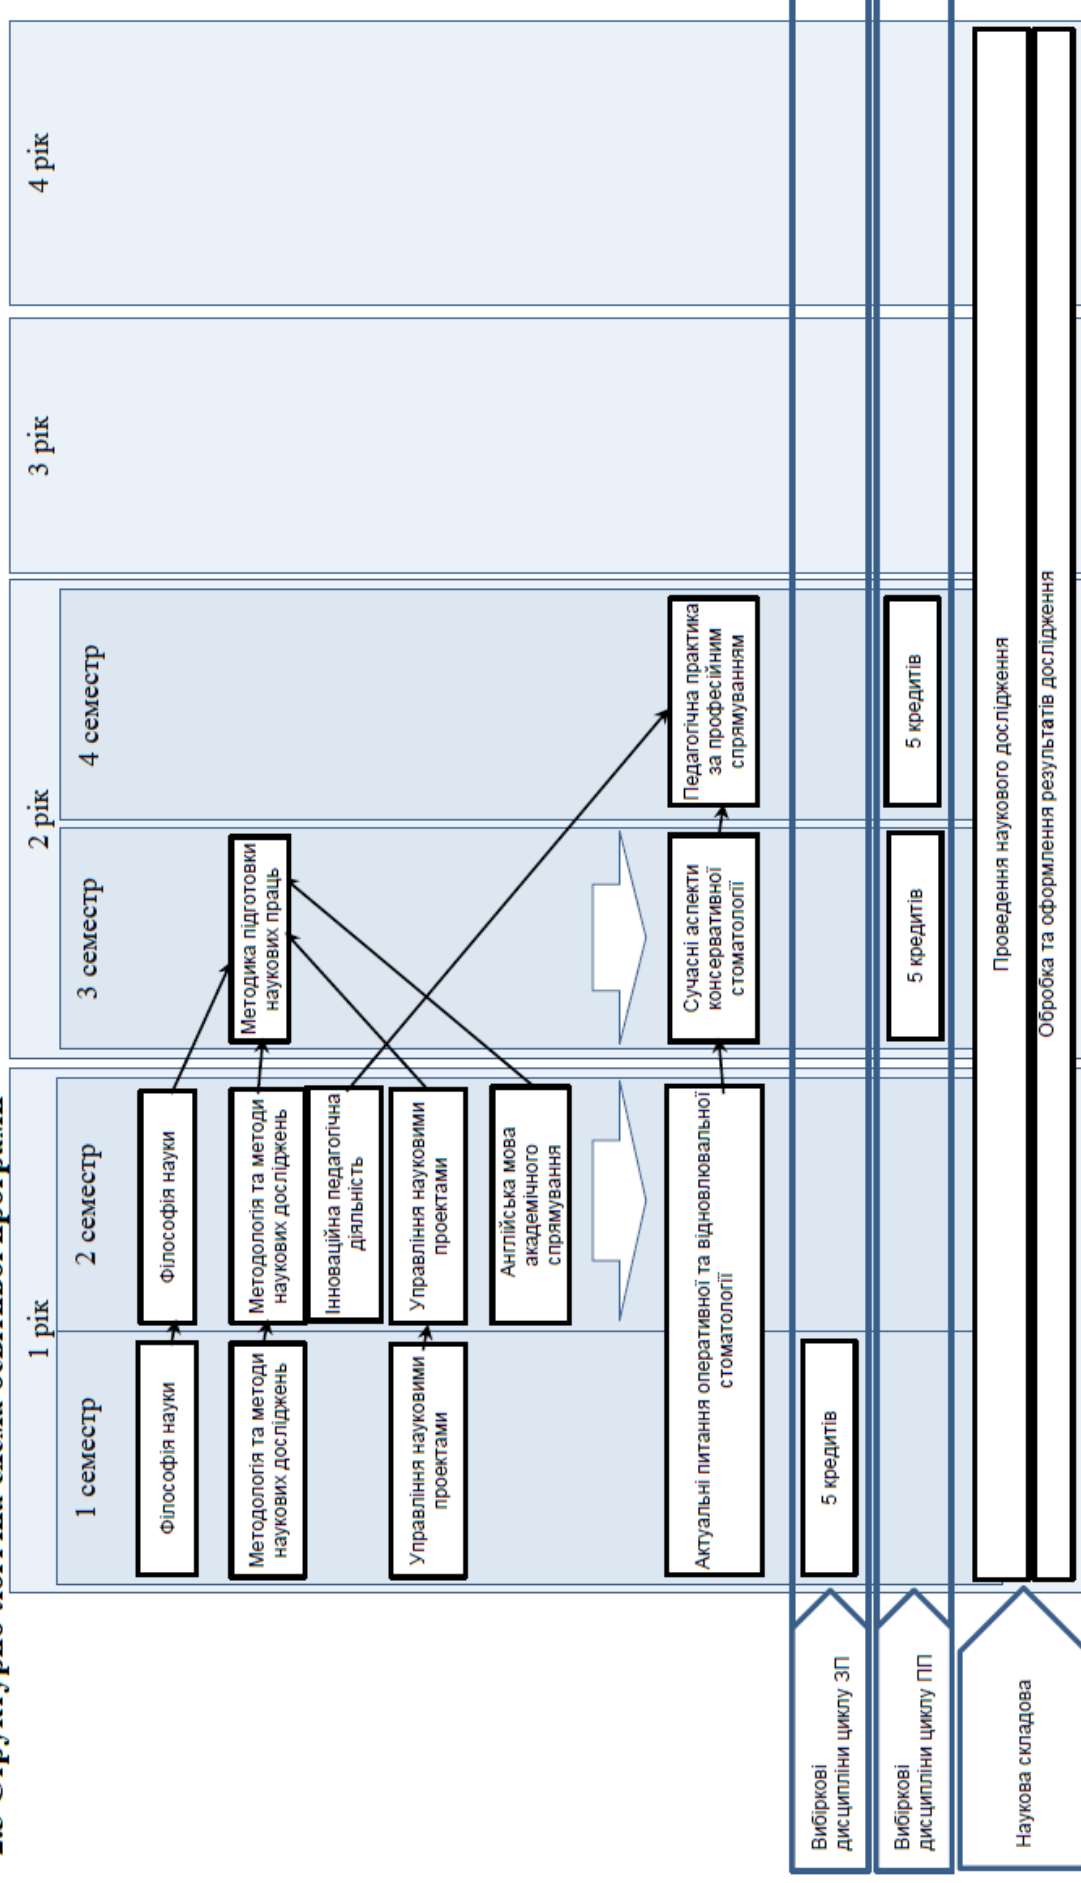 1 рік
2 рік
3 рік
4 рік
1 семестр
2 семестр
3 семестр
4 семестр
Філософія науки
Філософія науки
Методологія та методи
наукових досліджень
Методологія та методи
наукових досліджень
Методика підготовки
наукових праць
Інноваційна педагогічна
діяльність
Управління науковими
проектами
Управління науковими
проектами
Англійська мова
академічного
спрямування
Актуальні питання оперативної та відновлювальної
стоматології
Сучасні аспекти
консервативної
стоматології
Педагогічна практика
за професійним
спрямуванням
Вибіркові
дисципліни циклу ЗП
5 кредитів
Вибіркові
дисципліни циклу ПП
5 кредитів
5 кредитів
Наукова складова
Проведення наукового дослідження
Обробка та оформлення результатів дослідження